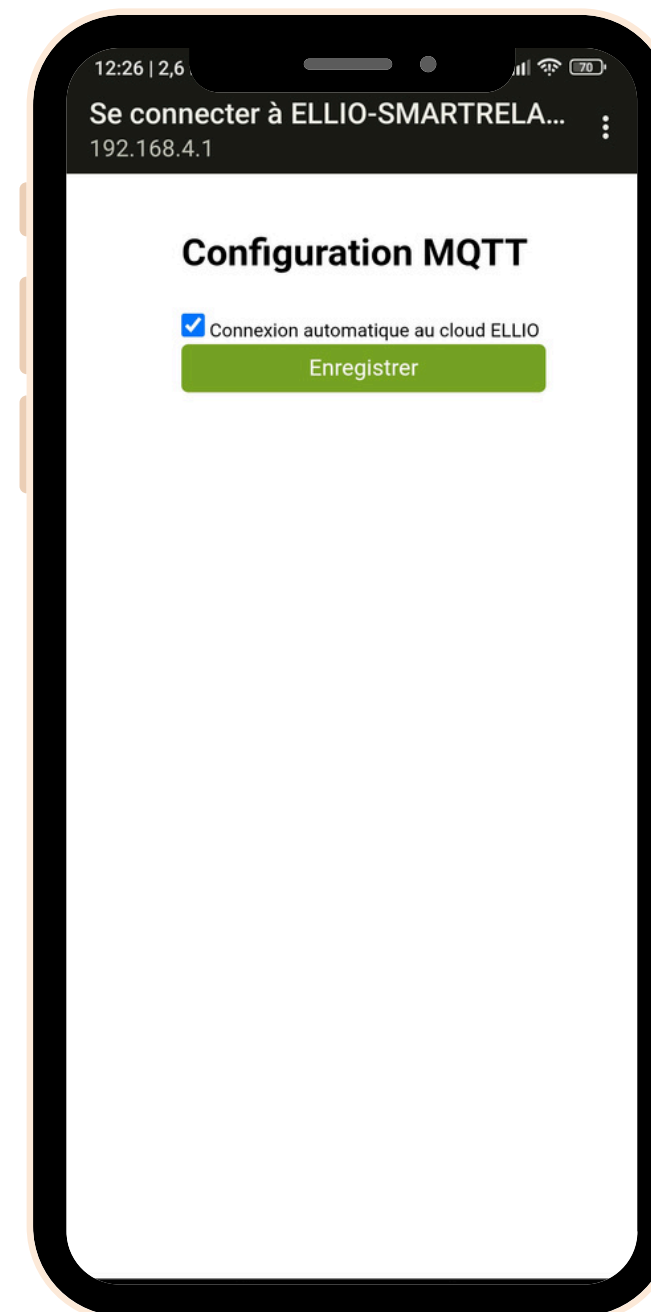 12:26 | 2,6
70
Se connecter à ELLIO-SMARTRELA...
192.168.4.1
Configuration MQTT
Connexion automatique au cloud ELLIO
Enregistrer